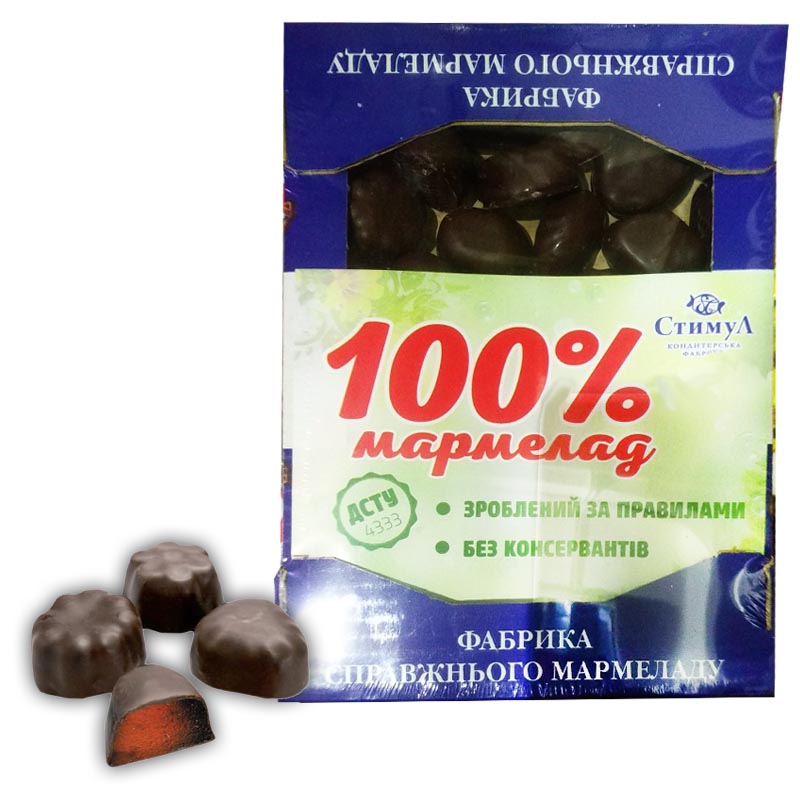 ФАБРИКА
СПРАВЖНЬОГО МАРМЕЛАДУ
СтимуЛ
КОНДИТЕРСЬКА
ФАБРИКА
100%
мармелад
ДСТУ
4333
• ЗРОБЛЕНИЙ ЗА ПРАВИЛАМИ
• БЕЗ КОНСЕРВАНТІВ
ФАБРИКА
СПРАВЖНЬОГО МАРМЕЛАДУ